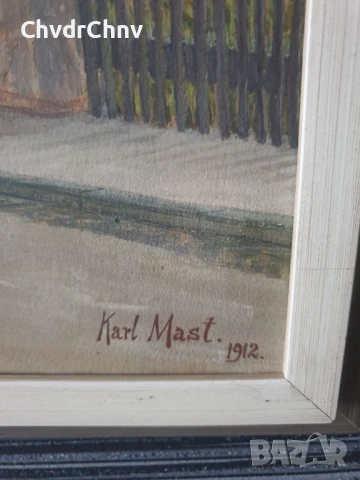 ChvdrChnv
Karl Mast.
1912.
BAZAR